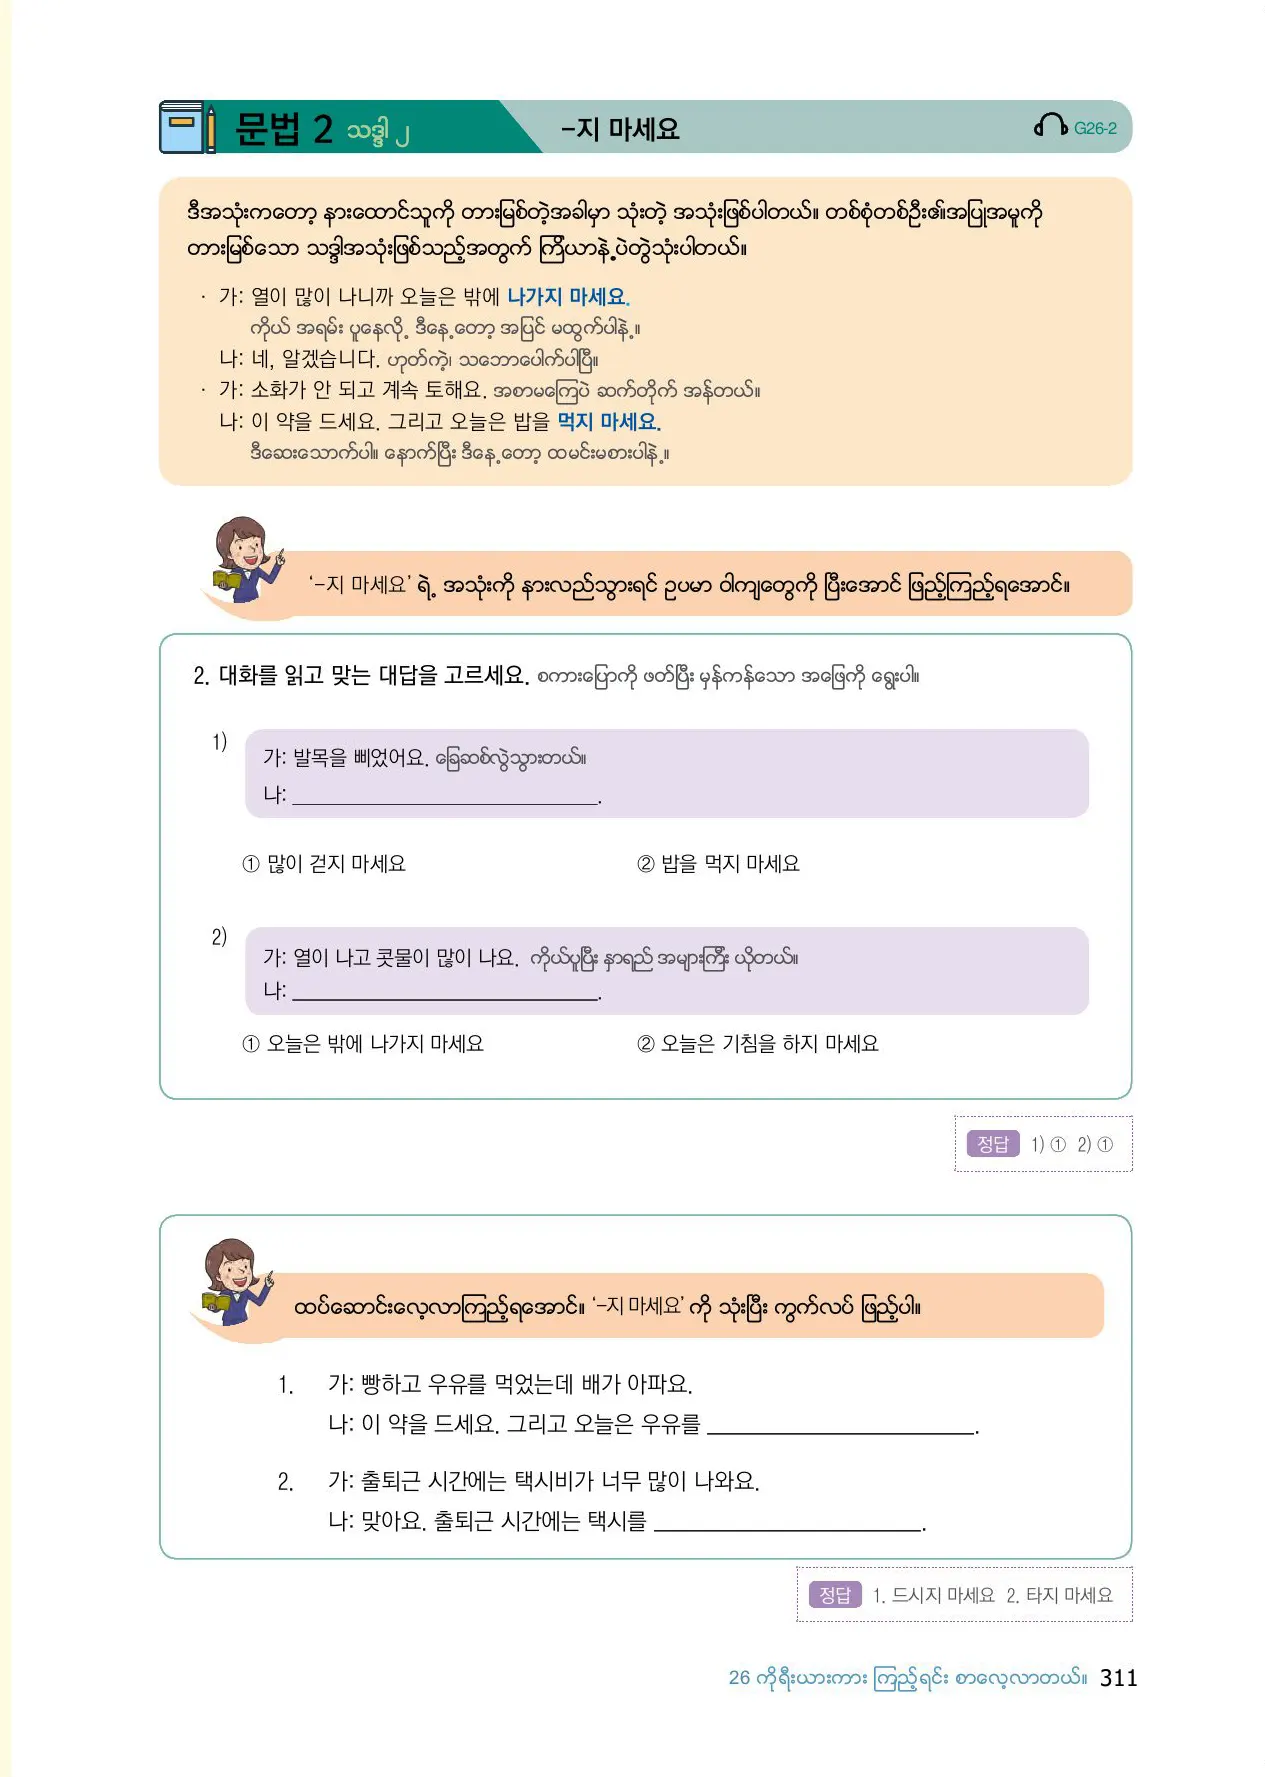 문법 2 သဒ္ဒါ ၂
-지 마세요
G26-2
ဒီအသုံးကတော့ နားထောင်သူကို တားမြစ်တဲ့အခါမှာ သုံးတဲ့ အသုံးဖြစ်ပါတယ်။ တစ်စုံတစ်ဦး၏အပြုအမူကို
တားမြစ်သော သဒ္ဒါအသုံးဖြစ်သည့်အတွက် ကြိယာနဲ့ပဲတွဲသုံးပါတယ်။
· 가: 열이 많이 나니까 오늘은 밖에 나가지 마세요.
ကိုယ် အရမ်း ပူနေလို့ ဒီနေ့တော့ အပြင် မထွက်ပါနဲ့။
나: 네, 알겠습니다. ဟုတ်ကဲ့၊ သဘောပေါက်ပါပြီ။
· 가: 소화가 안 되고 계속 토해요. အစာမကြေပဲ ဆက်တိုက် အန်တယ်။
나: 이 약을 드세요. 그리고 오늘은 밥을 먹지 마세요.
ဒီဆေးသောက်ပါ။ နောက်ပြီး ဒီနေ့တော့ ထမင်းမစားပါနဲ့။
‘-지 마세요’ ရဲ့ အသုံးကို နားလည်သွားရင် ဥပမာ ဝါကျတွေကို ပြီးအောင် ဖြည့်ကြည့်ရအောင်။
2. 대화를 읽고 맞는 대답을 고르세요. စကားပြောကို ဖတ်ပြီး မှန်ကန်သော အဖြေကို ရွေးပါ။
1)
가: 발목을 삐었어요. ခြေဆစ်လွဲသွားတယ်။
나: ____________________.
① 많이 걷지 마세요 ② 밥을 먹지 마세요
2)
가: 열이 나고 콧물이 많이 나요. ကိုယ်ပူပြီး နှာရည် အများကြီး ယိုတယ်။
나: ____________________.
① 오늘은 밖에 나가지 마세요 ② 오늘은 기침을 하지 마세요
정답 1) ① 2) ①
ထပ်ဆောင်းလေ့လာကြည့်ရအောင်။ ‘-지 마세요’ ကို သုံးပြီး ကွက်လပ် ဖြည့်ပါ။
1. 가: 빵하고 우유를 먹었는데 배가 아파요.
나: 이 약을 드세요. 그리고 오늘은 우유를 ____________________.
2. 가: 출퇴근 시간에는 택시비가 너무 많이 나와요.
나: 맞아요. 출퇴근 시간에는 택시를 ____________________.
정답 1. 드시지 마세요 2. 타지 마세요
26 ကိုရီးယားကား ကြည့်ရင်း စာလေ့လာတယ်။ 311